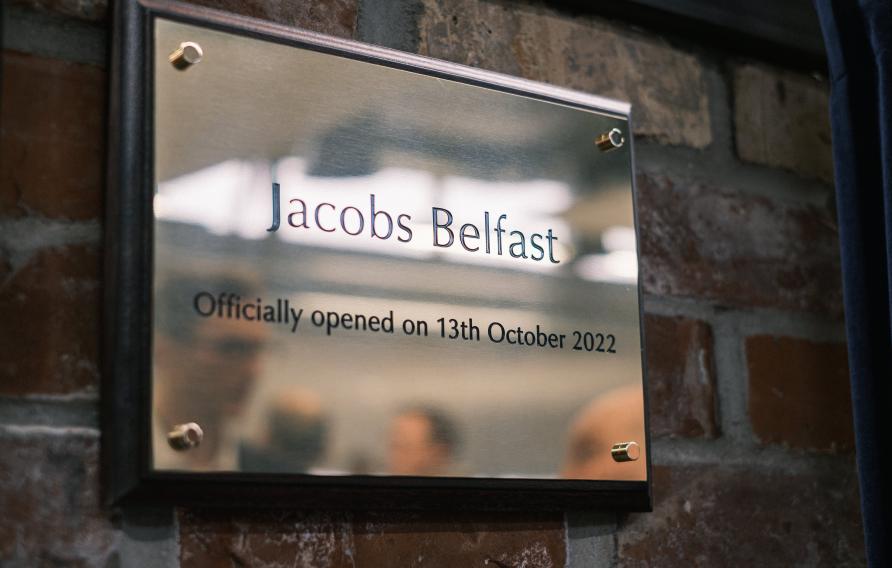 Jacobs Belfast
Officially opened on 13th October 2022